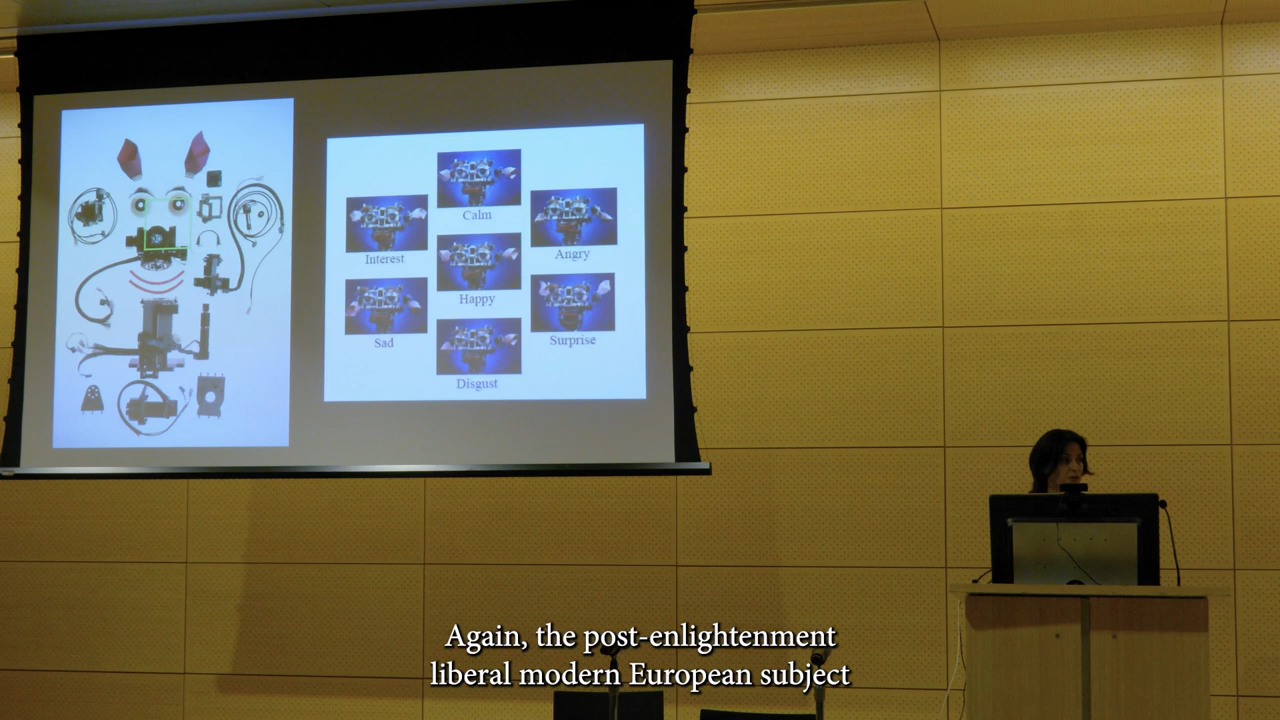 Calm
Interest
Angry
Happy
Sad
Surprise
Disgust
Again, the post-enlightenment
liberal modern European subject